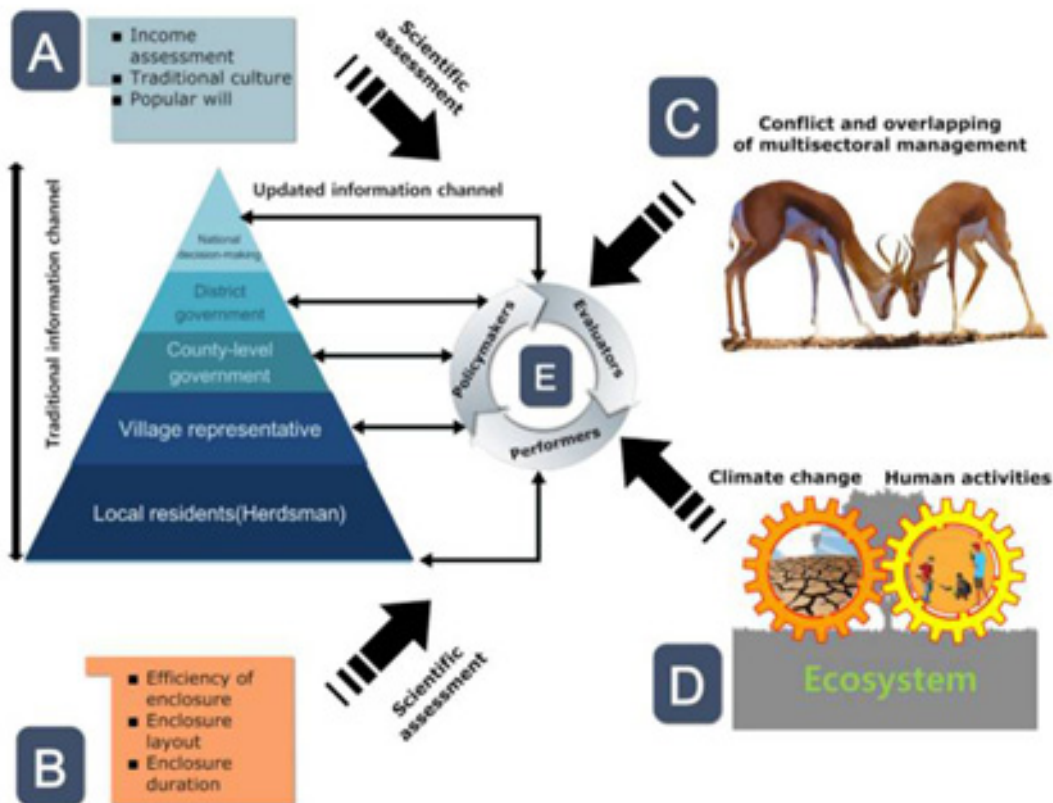 A
■ Income
assessment
■ Traditional culture
■ Popular will
Scientific
assessment
C
Conflict and overlapping
of multisectoral management
Traditional information channel
Updated information channel
National
decision-making
District
government
County-level
government
Village representative
Local residents(Herdsman)
Policymakers
Evaluators
Performers
E
Climate change
Human activities
D
Ecosystem
B
■ Efficiency of
enclosure
■ Enclosure
layout
■ Enclosure
duration
Scientific
assessment